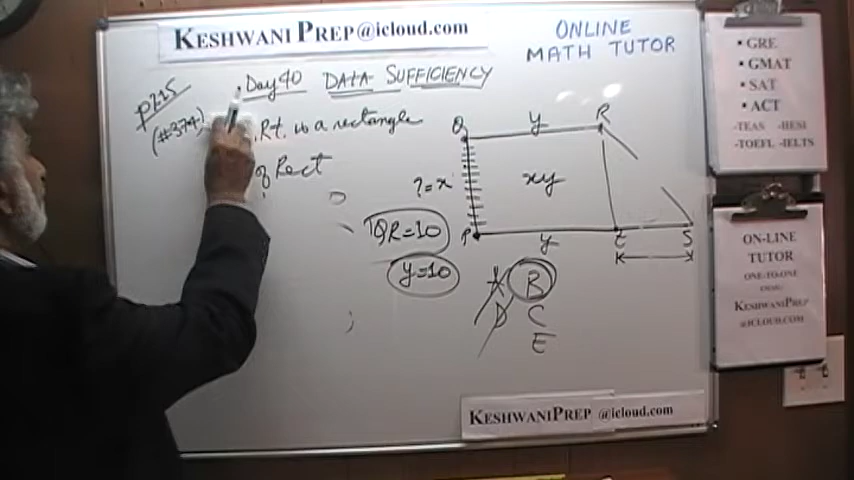 KESHWANIPREP@icloud.com
ONLINE
MATH TUTOR
P215
(#374)
Day 40 DATA SUFFICIENCY
.Rt. is a rectangle
of Rect
Q y R
?=x xy
P y t S
QR=10
y=10
A B
D C
E
KESHWANIPREP @icloud.com
• GRE
• GMAT
• SAT
• ACT
-TEAS -HESI
-TOEFL -IELTS
ON-LINE
TUTOR
ONE-TO-ONE
EMAIL:
KESHWANIPREP
@ICLOUD.COM